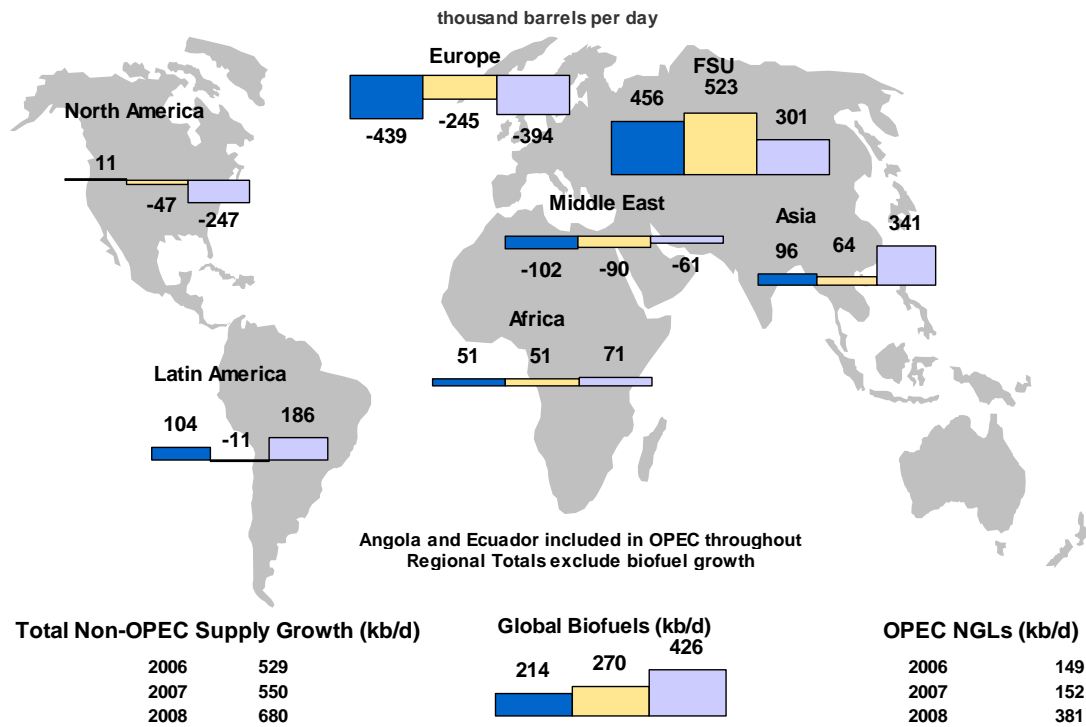 thousand barrels per day
Europe
-439
-245
-394
FSU
456
523
301
North America
11
-47
-247
Middle East
-102
-90
-61
Asia
96
64
341
Africa
51
51
71
Latin America
104
-11
186
Angola and Ecuador included in OPEC throughout
Regional Totals exclude biofuel growth
Total Non-OPEC Supply Growth (kb/d)
2006 529
2007 550
2008 680
Global Biofuels (kb/d)
214
270
426
OPEC NGLs (kb/d)
2006 149
2007 152
2008 381